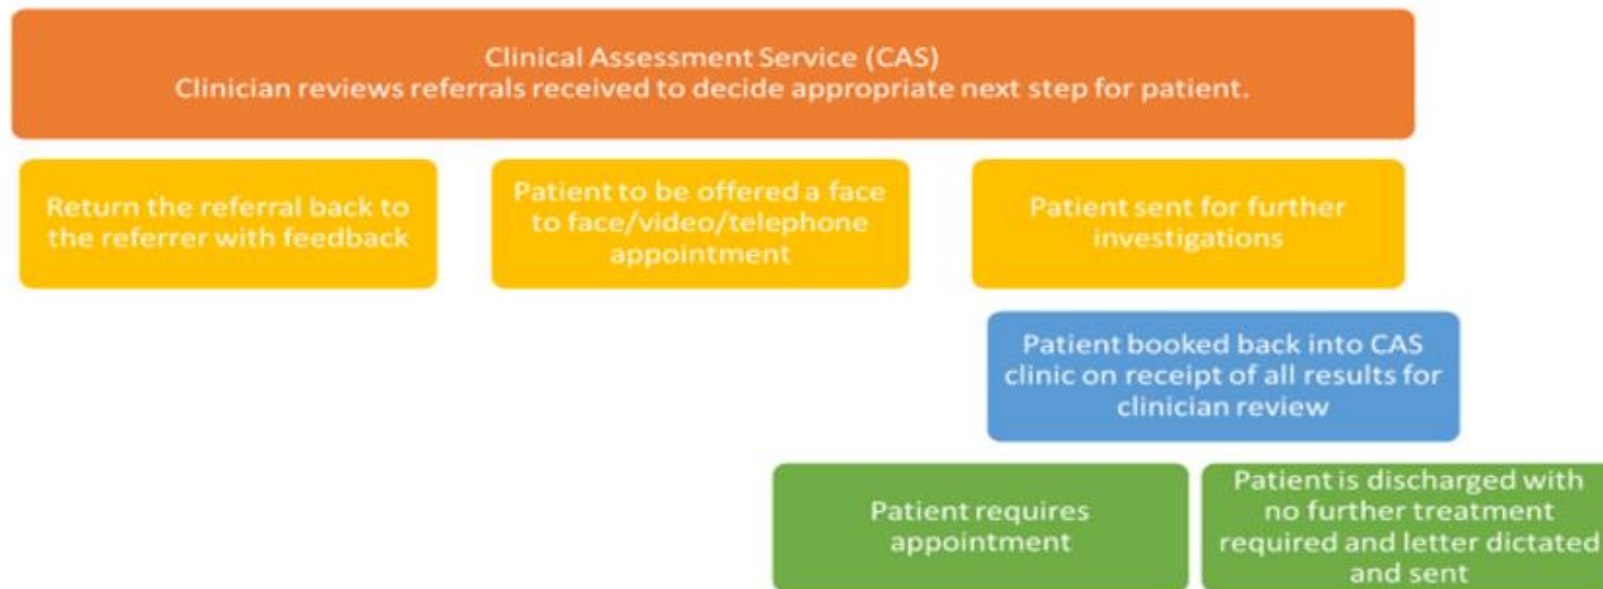 Clinical Assessment Service (CAS)
Clinician reviews referrals received to decide appropriate next step for patient.
Return the referral back to
the referrer with feedback
Patient to be offered a face
to face/video/telephone
appointment
Patient sent for further
investigations
Patient booked back into CAS
clinic on receipt of all results for
clinician review
Patient requires
appointment
Patient is discharged with
no further treatment
required and letter dictated
and sent